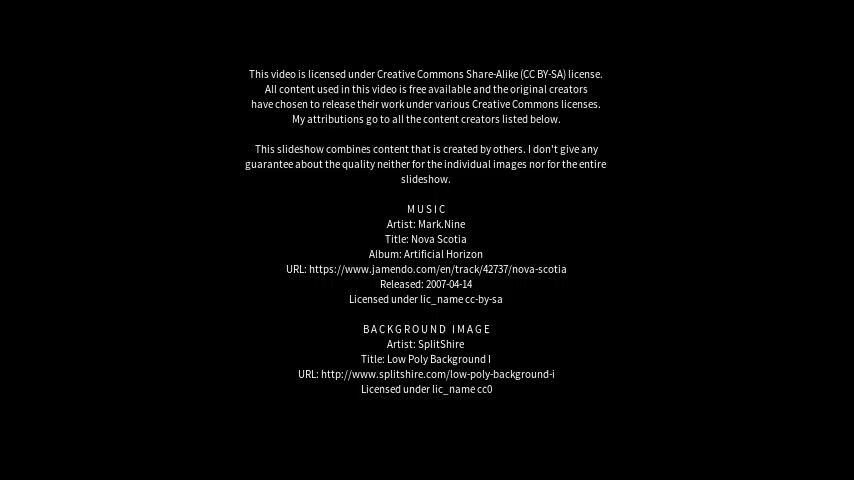 This video is licensed under Creative Commons Share-Alike (CC BY-SA) license.
All content used in this video is free available and the original creators
have chosen to release their work under various Creative Commons licenses.
My attributions go to all the content creators listed below.
This slideshow combines content that is created by others. I don't give any
guarantee about the quality neither for the individual images nor for the entire
slideshow.
MUSIC
Artist: Mark.Nine
Title: Nova Scotia
Album: Artificial Horizon
URL: https://www.jamendo.com/en/track/42737/nova-scotia
Released: 2007-04-14
Licensed under lic_name cc-by-sa
BACKGROUND IMAGE
Artist: SplitShire
Title: Low Poly Background I
URL: http://www.splitshire.com/low-poly-background-i
Licensed under lic_name cc0